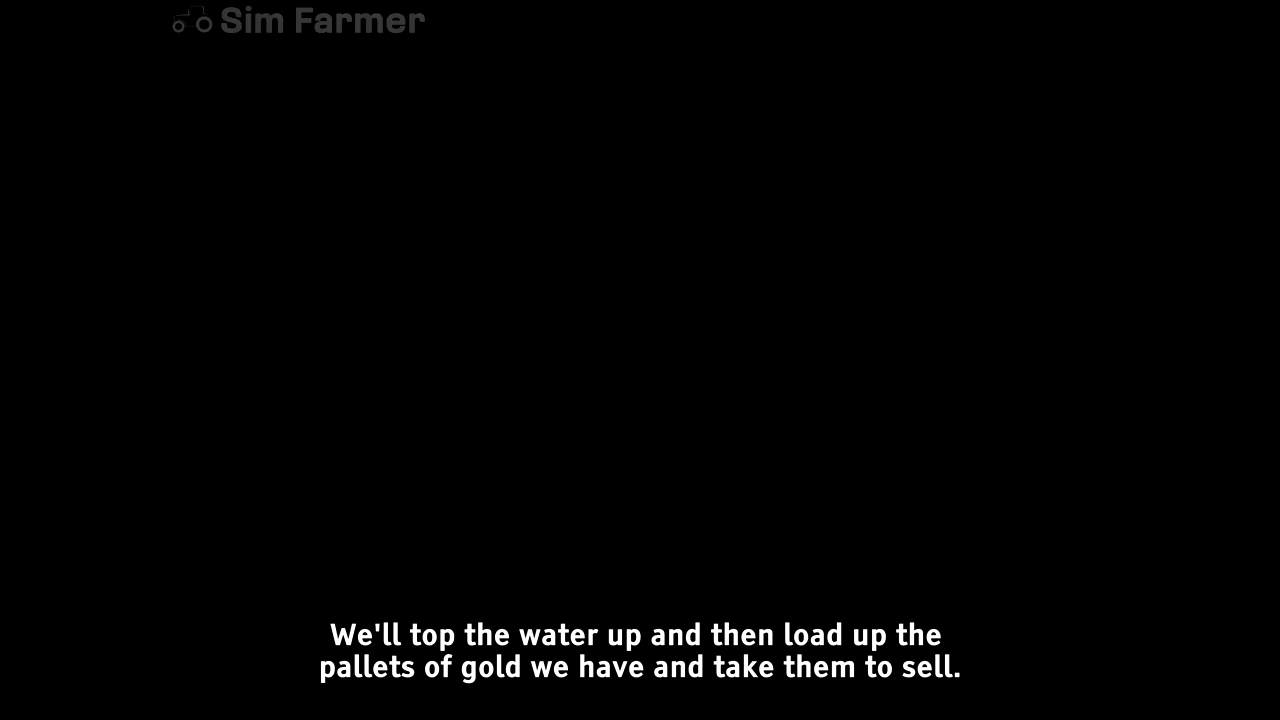 Sim Farmer
We'll top the water up and then load up the
pallets of gold we have and take them to sell.